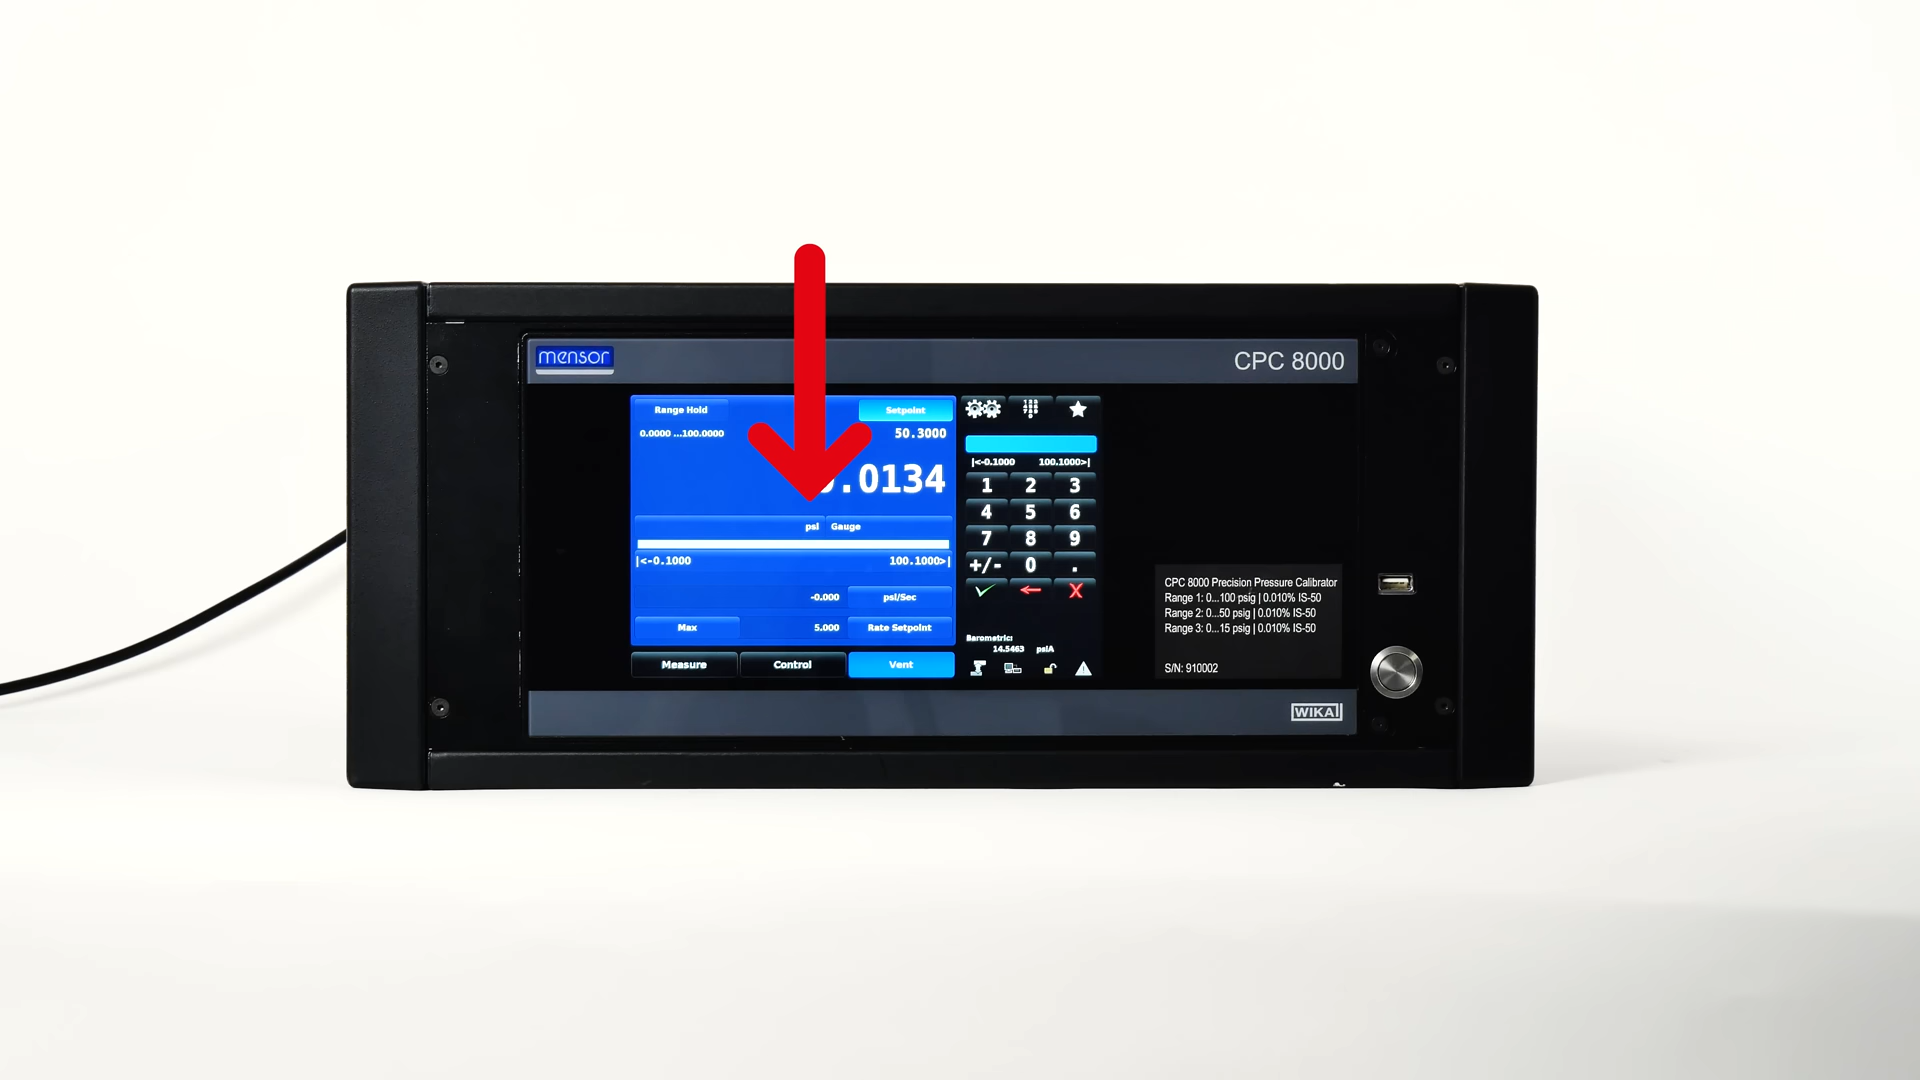 mensor
CPC 8000
Range Hold
Setpoint
0.0000 ...100.0000
50.3000
.0134
psi Gauge
|<-0.1000
100.1000>|
-0.000
psi/Sec
Max
5.000
Rate Setpoint
Measure
Control
Vent
|<-0.1000
100.1000>|
1 2 3
4 5 6
7 8 9
+/- 0 .
X
Barometric:
14.5463 psiA
CPC 8000 Precision Pressure Calibrator
Range 1: 0...100 psig | 0.010% IS-50
Range 2: 0...50 psig | 0.010% IS-50
Range 3: 0...15 psig | 0.010% IS-50
S/N: 910002
WIKAI